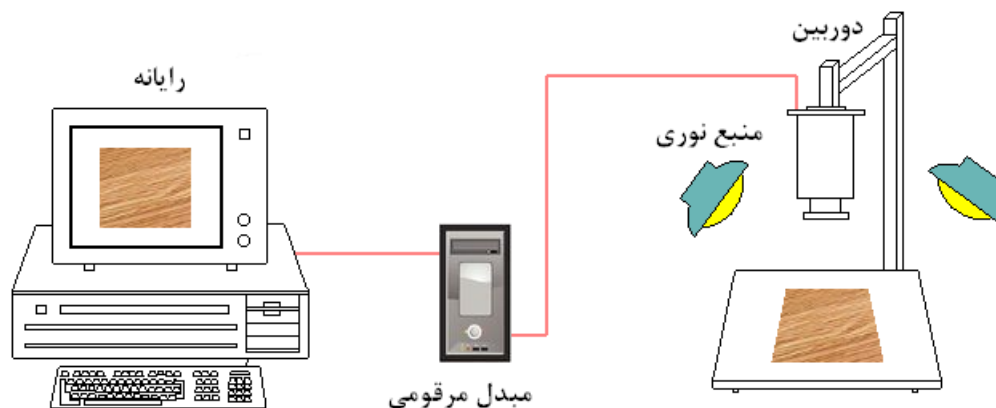 دوربین
رایانه
منبع نوری
مبدل مرقومی